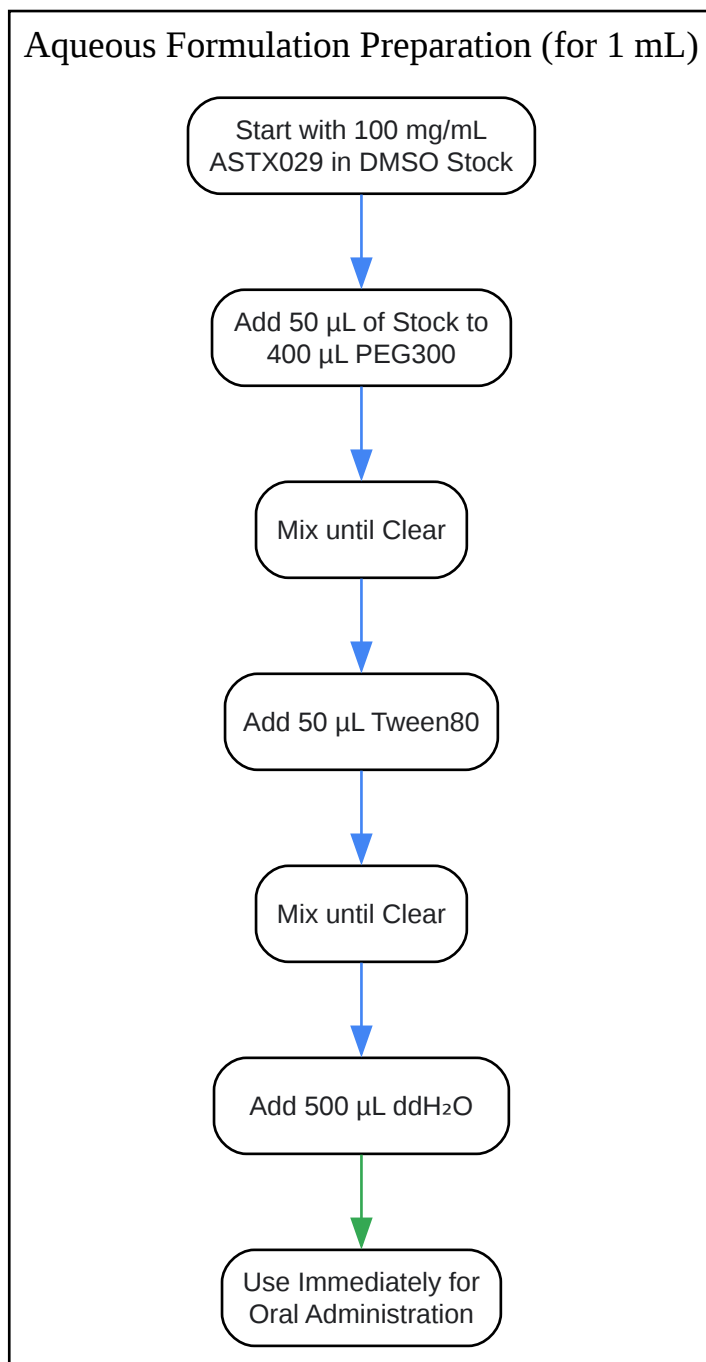 Aqueous Formulation Preparation (for 1 mL)
Start with 100 mg/mL
ASTX029 in DMSO Stock
Add 50 µL of Stock to
400 µL PEG300
Mix until Clear
Add 50 µL Tween80
Mix until Clear
Add 500 µL ddH₂O
Use Immediately for
Oral Administration